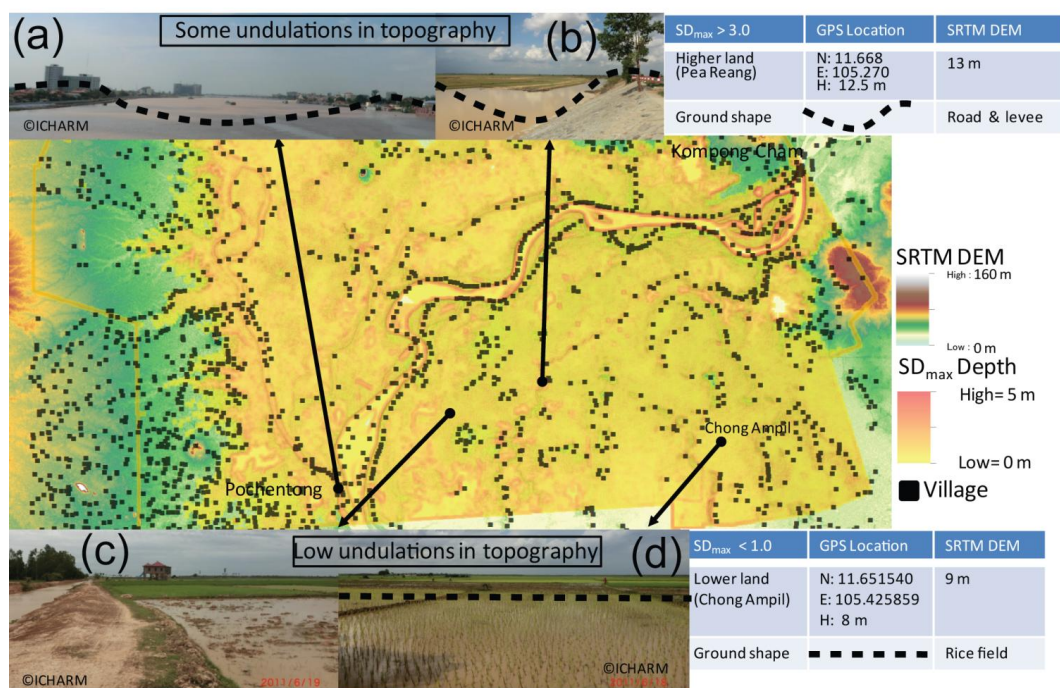 (a)
Some undulations in topography
(b)
©ICHARM
©ICHARM
SDmax > 3.0 GPS Location SRTM DEM
Higher land (Pea Reang) N: 11.668 E: 105.270 H: 12.5 m 13 m
Ground shape Road & levee
Kompong Cham
SRTM DEM
High : 160 m
Low : 0 m
SDmax Depth
High= 5 m
Low= 0 m
Village
Chong Ampil
Pochentong
(c)
Low undulations in topography
(d)
©ICHARM
2011/6/19
©ICHARM
SDmax < 1.0 GPS Location SRTM DEM
Lower land (Chong Ampil) N: 11.651540 E: 105.425859 H: 8 m 9 m
Ground shape Rice field